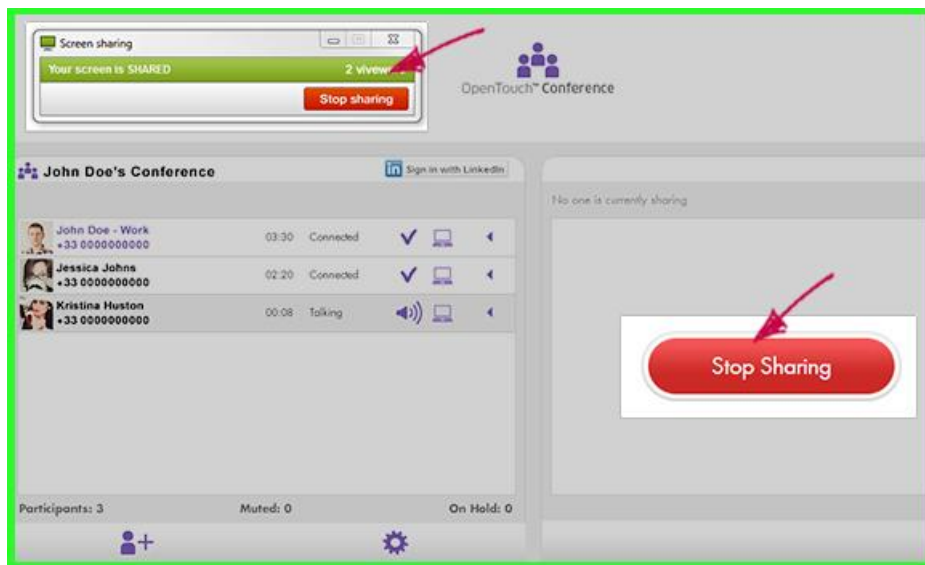 Screen sharing
Your screen is SHARED
2
Stop sharing
OpenTouch™ Conference
John Doe's Conference
in Sign in with LinkedIn
No one is currently sharing
John Doe - Work 03:30 Connected
+33 0000000000
Jessica Johns 02:20 Connected
+33 0000000000
Kristina Huston 00:08 Talking
+33 0000000000
Stop Sharing
Participants: 3 Muted: 0 On Hold: 0